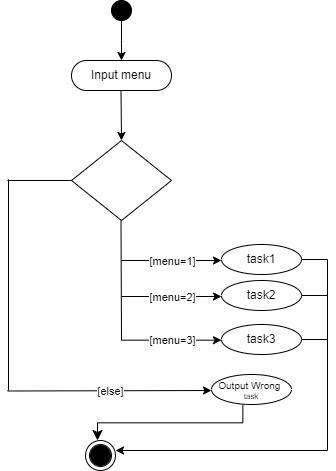 Input menu
[menu=1]
task1
[menu=2]
task2
[menu=3]
task3
[else]
Output Wrong
task